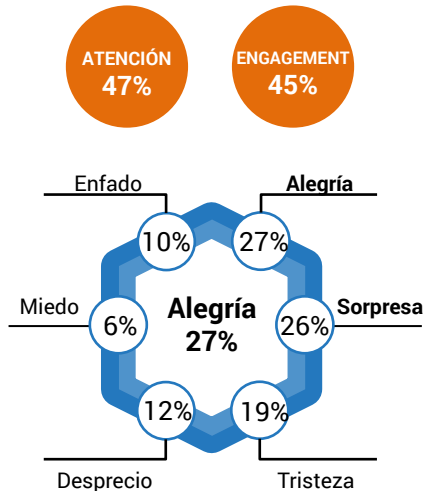 ATENCIÓN
47%
ENGAGEMENT
45%
Enfado
Alegría
10%
27%
Miedo
6%
Alegría
27%
26%
Sorpresa
12%
19%
Desprecio
Tristeza